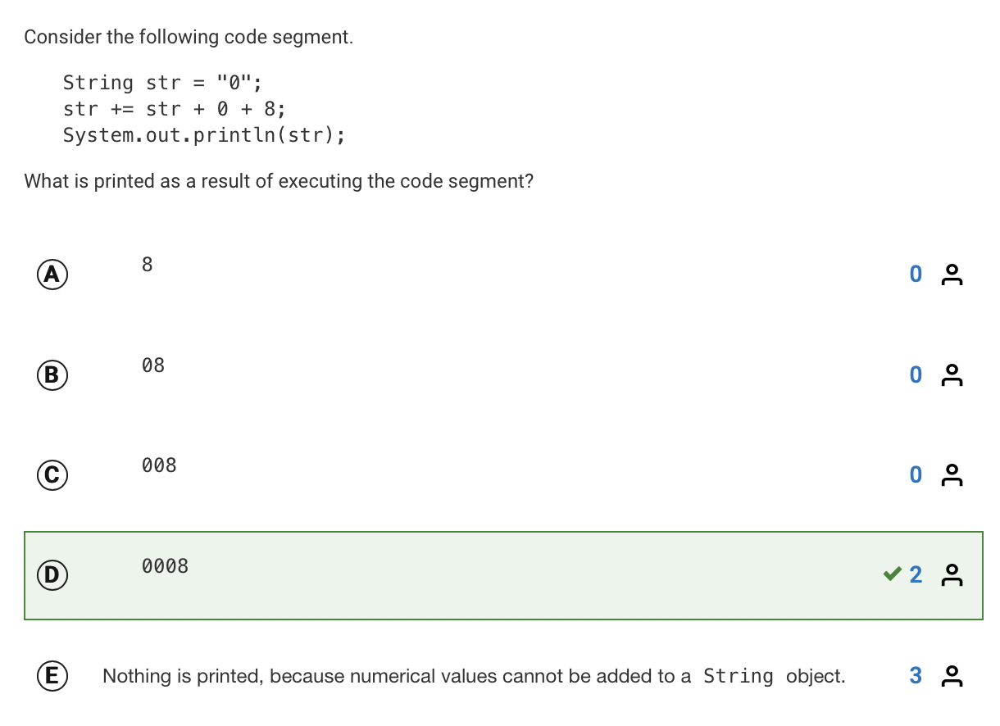 Consider the following code segment.
String str = "0";
str += str + 0 + 8;
System.out.println(str);
What is printed as a result of executing the code segment?
A 8 0
B 08 0
C 008 0
D 0008 2
E Nothing is printed, because numerical values cannot be added to a String object. 3